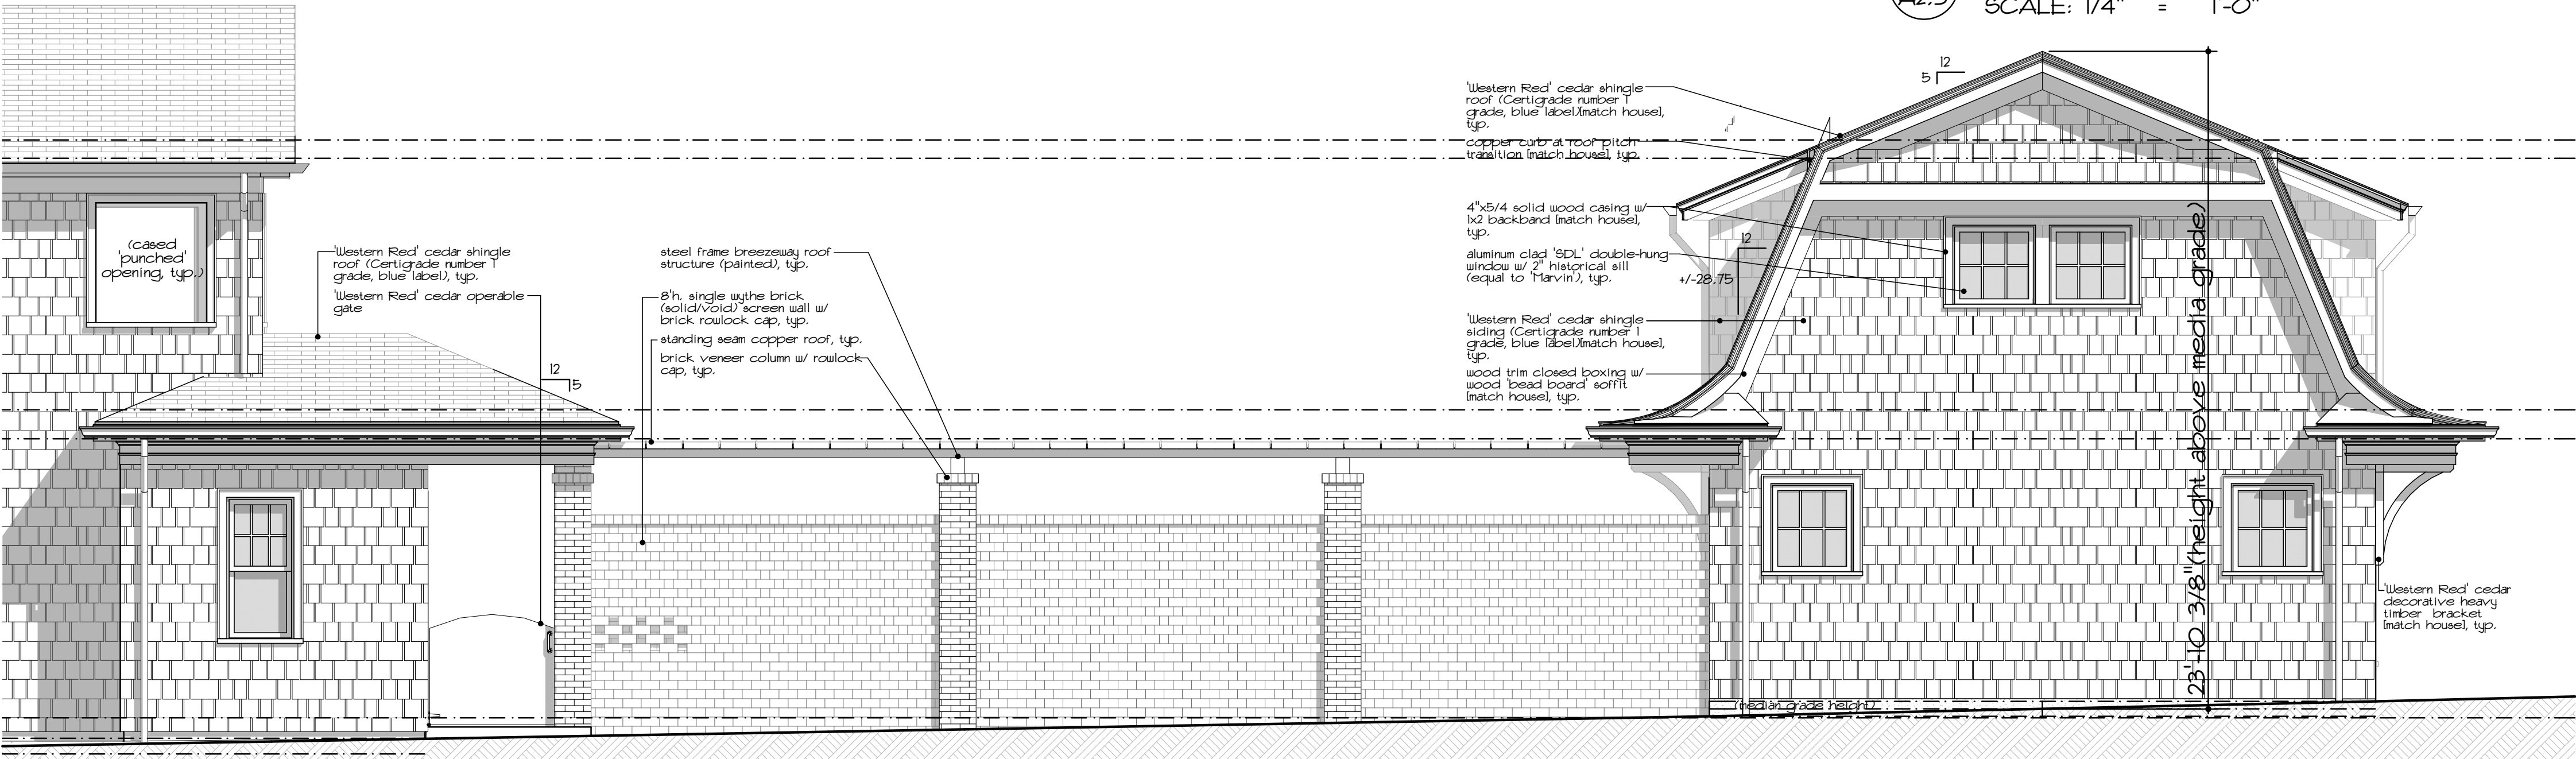 A2.3
SCALE: 1/4" = 1'-0"
12
5
'Western Red' cedar shingle
roof (Certigrade number 1
grade, blue label)[match house],
typ.
copper curb at roof pitch
transition [match house], typ.
4"x5/4 solid wood casing w/
1x2 backband [match house],
typ.
aluminum clad 'SDL' double-hung
window w/ 2" historical sill
(equal to 'Marvin'), typ.
12
+/-28.75
'Western Red' cedar shingle
siding (Certigrade number 1
grade, blue label)[match house],
typ.
wood trim closed boxing w/
wood 'bead board' soffit
[match house], typ.
(cased
'punched'
opening, typ.)
'Western Red' cedar shingle
roof (Certigrade number 1
grade, blue label), typ.
'Western Red' cedar operable
gate
12
5
steel frame breezeway roof
structure (painted), typ.
8'h. single wythe brick
(solid/void) screen wall w/
brick rowlock cap, typ.
standing seam copper roof, typ.
brick veneer column w/ rowlock
cap, typ.
23'-10 3/8" (height above media grade)
'Western Red' cedar
decorative heavy
timber bracket
[match house], typ.
(median grade height)